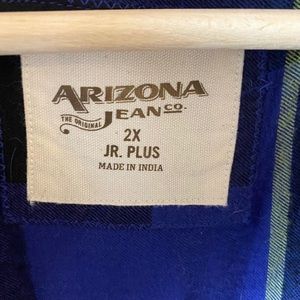 ARIZONA
THE ORIGINAL JEAN CO.
2X
JR. PLUS
MADE IN INDIA